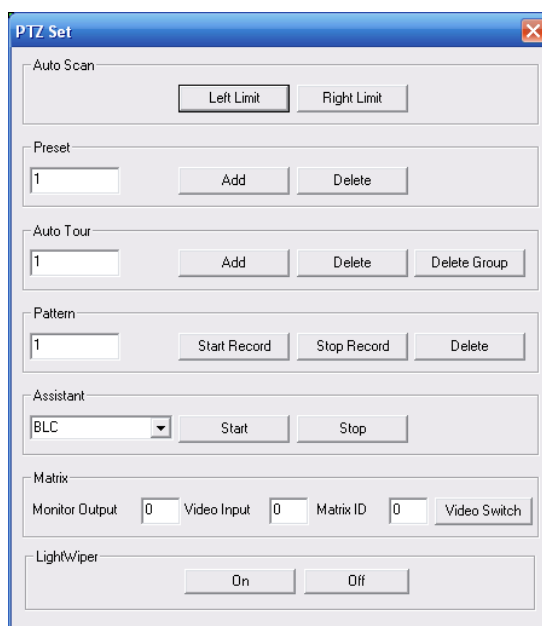 PTZ Set
Auto Scan
Left Limit Right Limit
Preset
1 Add Delete
Auto Tour
1 Add Delete Delete Group
Pattern
1 Start Record Stop Record Delete
Assistant
BLC Start Stop
Matrix
Monitor Output 0 Video Input 0 Matrix ID 0 Video Switch
LightWiper
On Off